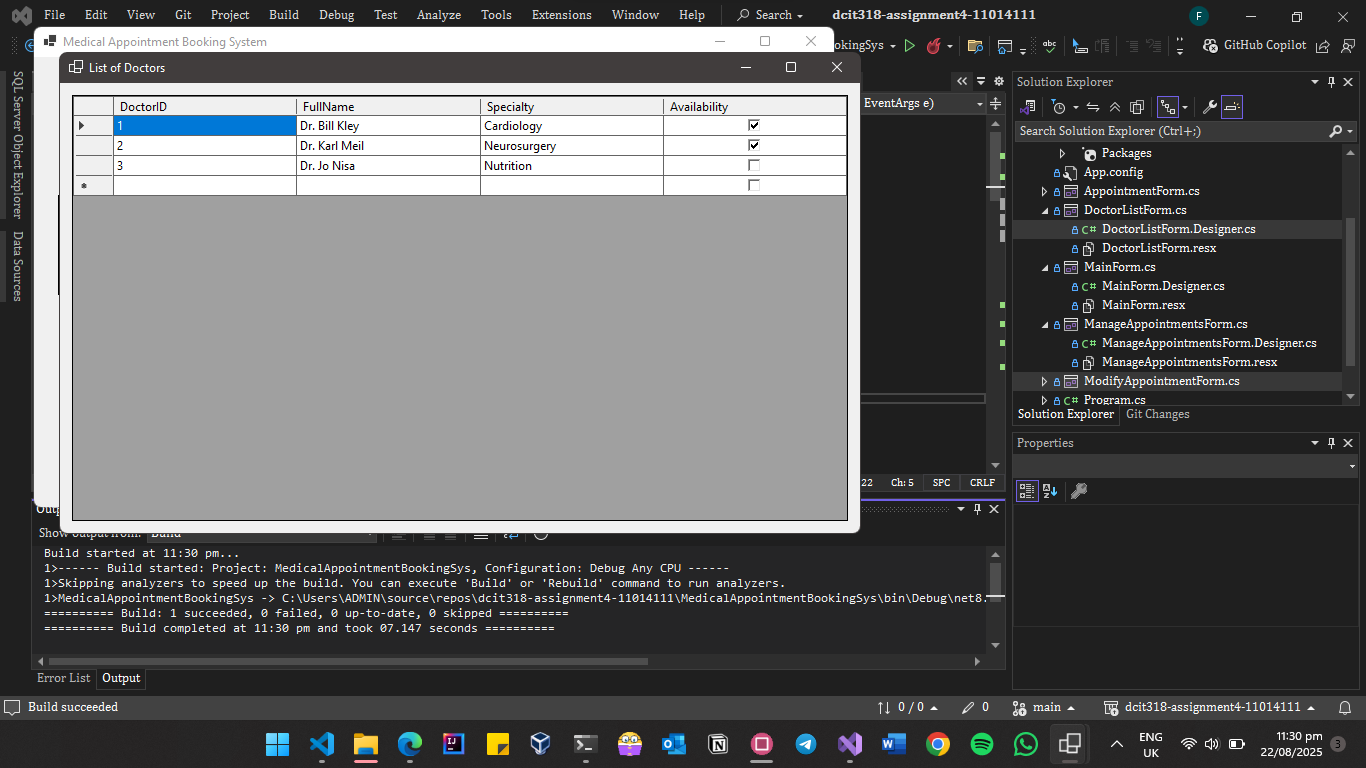 File Edit View Git Project Build Debug Test Analyze Tools Extensions Window Help Search dcit318-assignment4-11014111 F
Medical Appointment Booking System
okingSys GitHub Copilot
List of Doctors
EventArgs e)
SQL Server Object Explorer
Data Sources
DoctorID FullName Specialty Availability
1 Dr. Bill Kley Cardiology
2 Dr. Karl Meil Neurosurgery
3 Dr. Jo Nisa Nutrition
22 Ch: 5 SPC CRLF
Solution Explorer
Search Solution Explorer (Ctrl+;)
Packages
App.config
AppointmentForm.cs
DoctorListForm.cs
C# DoctorListForm.Designer.cs
DoctorListForm.resx
MainForm.cs
C# MainForm.Designer.cs
MainForm.resx
ManageAppointmentsForm.cs
C# ManageAppointmentsForm.Designer.cs
ManageAppointmentsForm.resx
ModifyAppointmentForm.cs
C# Program.cs
Solution Explorer Git Changes
Properties
Show output from: Build
Build started at 11:30 pm...
1>------ Build started: Project: MedicalAppointmentBookingSys, Configuration: Debug Any CPU ------
1>Skipping analyzers to speed up the build. You can execute 'Build' or 'Rebuild' command to run analyzers.
1>MedicalAppointmentBookingSys -> C:\Users\ADMIN\source\repos\dcit318-assignment4-11014111\MedicalAppointmentBookingSys\bin\Debug\net8.
========== Build: 1 succeeded, 0 failed, 0 up-to-date, 0 skipped ==========
========== Build completed at 11:30 pm and took 07.147 seconds ==========
Error List Output
Build succeeded 0 / 0 0 main dcit318-assignment4-11014111
ENG
UK
11:30 pm
22/08/2025
3